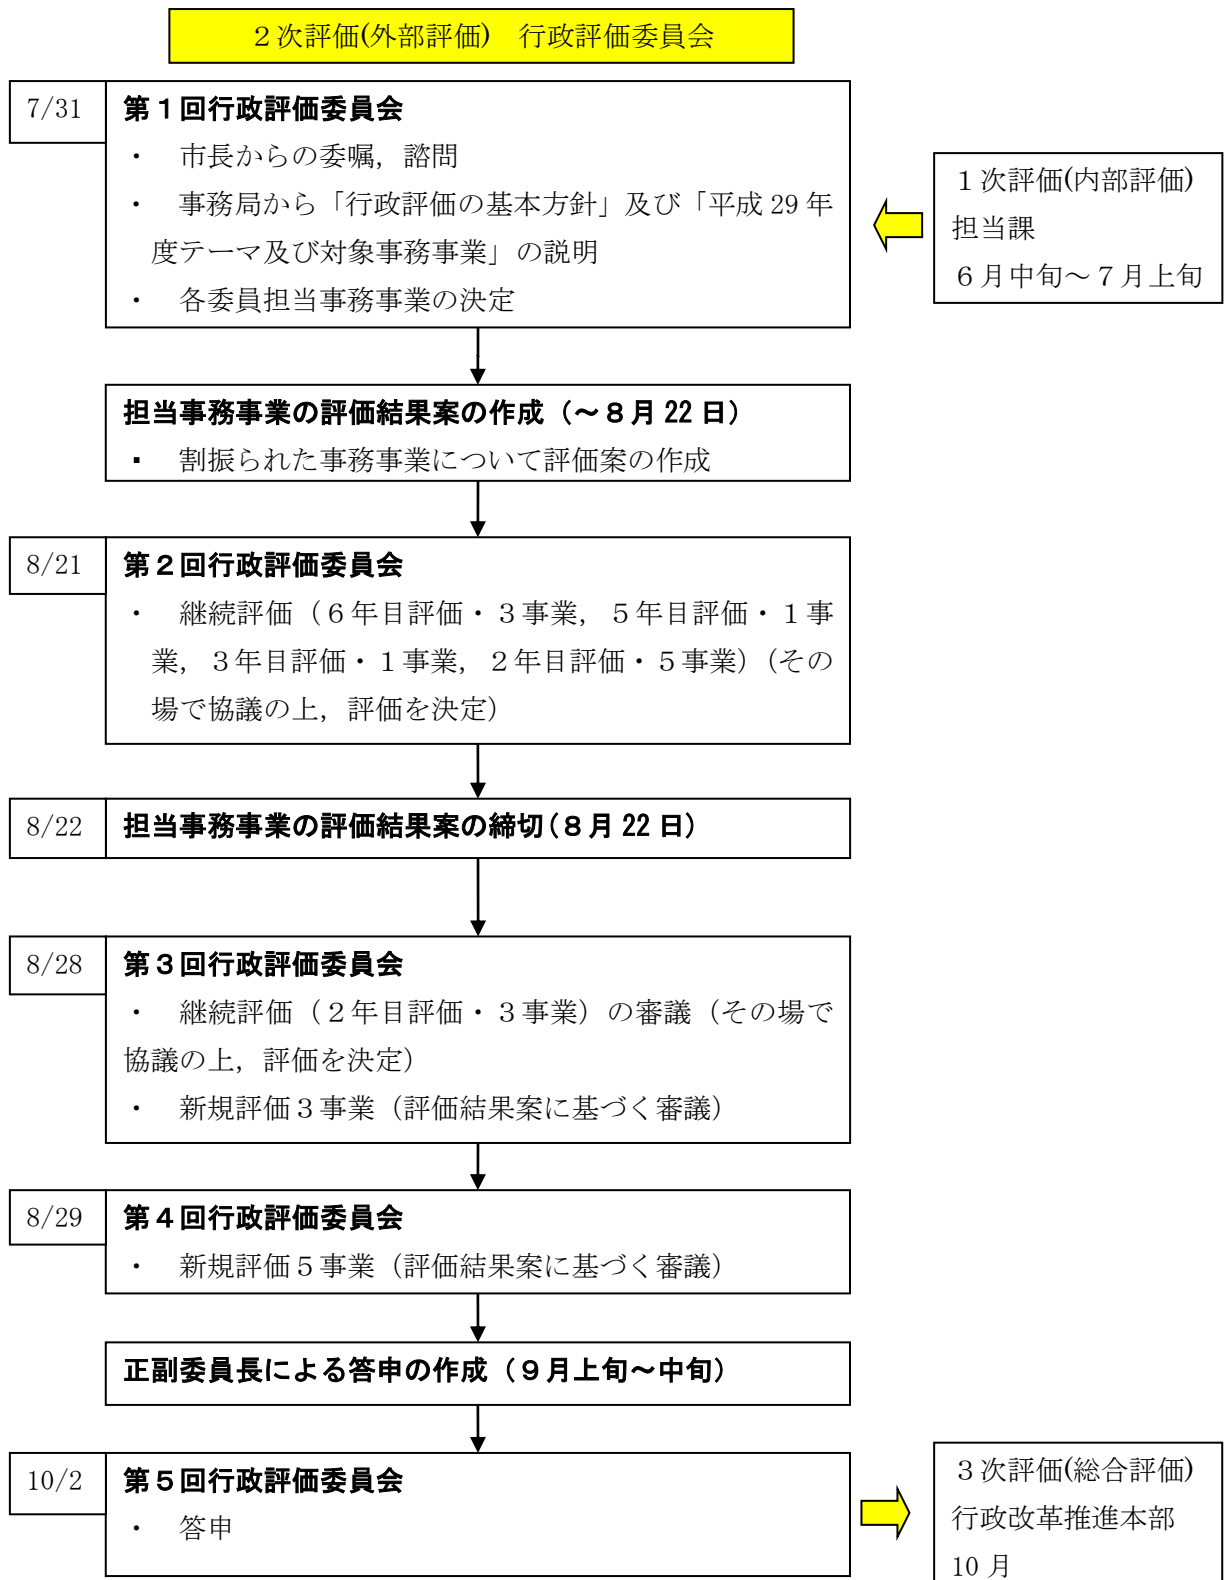 ２次評価(外部評価)　行政評価委員会
7/31
第１回行政評価委員会
・　市長からの委嘱，諮問
・　事務局から「行政評価の基本方針」及び「平成 29 年
度テーマ及び対象事務事業」の説明
・　各委員担当事務事業の決定
１次評価(内部評価)
担当課
６月中旬～７月上旬
担当事務事業の評価結果案の作成（～８月 22 日）
▪　割振られた事務事業について評価案の作成
8/21
第２回行政評価委員会
・　継続評価（６年目評価・３事業，５年目評価・１事
業，３年目評価・１事業，２年目評価・５事業）（その
場で協議の上，評価を決定）
8/22
担当事務事業の評価結果案の締切（８月 22 日）
8/28
第３回行政評価委員会
・　継続評価（２年目評価・３事業）の審議（その場で
協議の上，評価を決定）
・　新規評価３事業（評価結果案に基づく審議）
8/29
第４回行政評価委員会
・　新規評価５事業（評価結果案に基づく審議）
正副委員長による答申の作成（９月上旬～中旬）
10/2
第５回行政評価委員会
・　答申
３次評価(総合評価)
行政改革推進本部
10 月